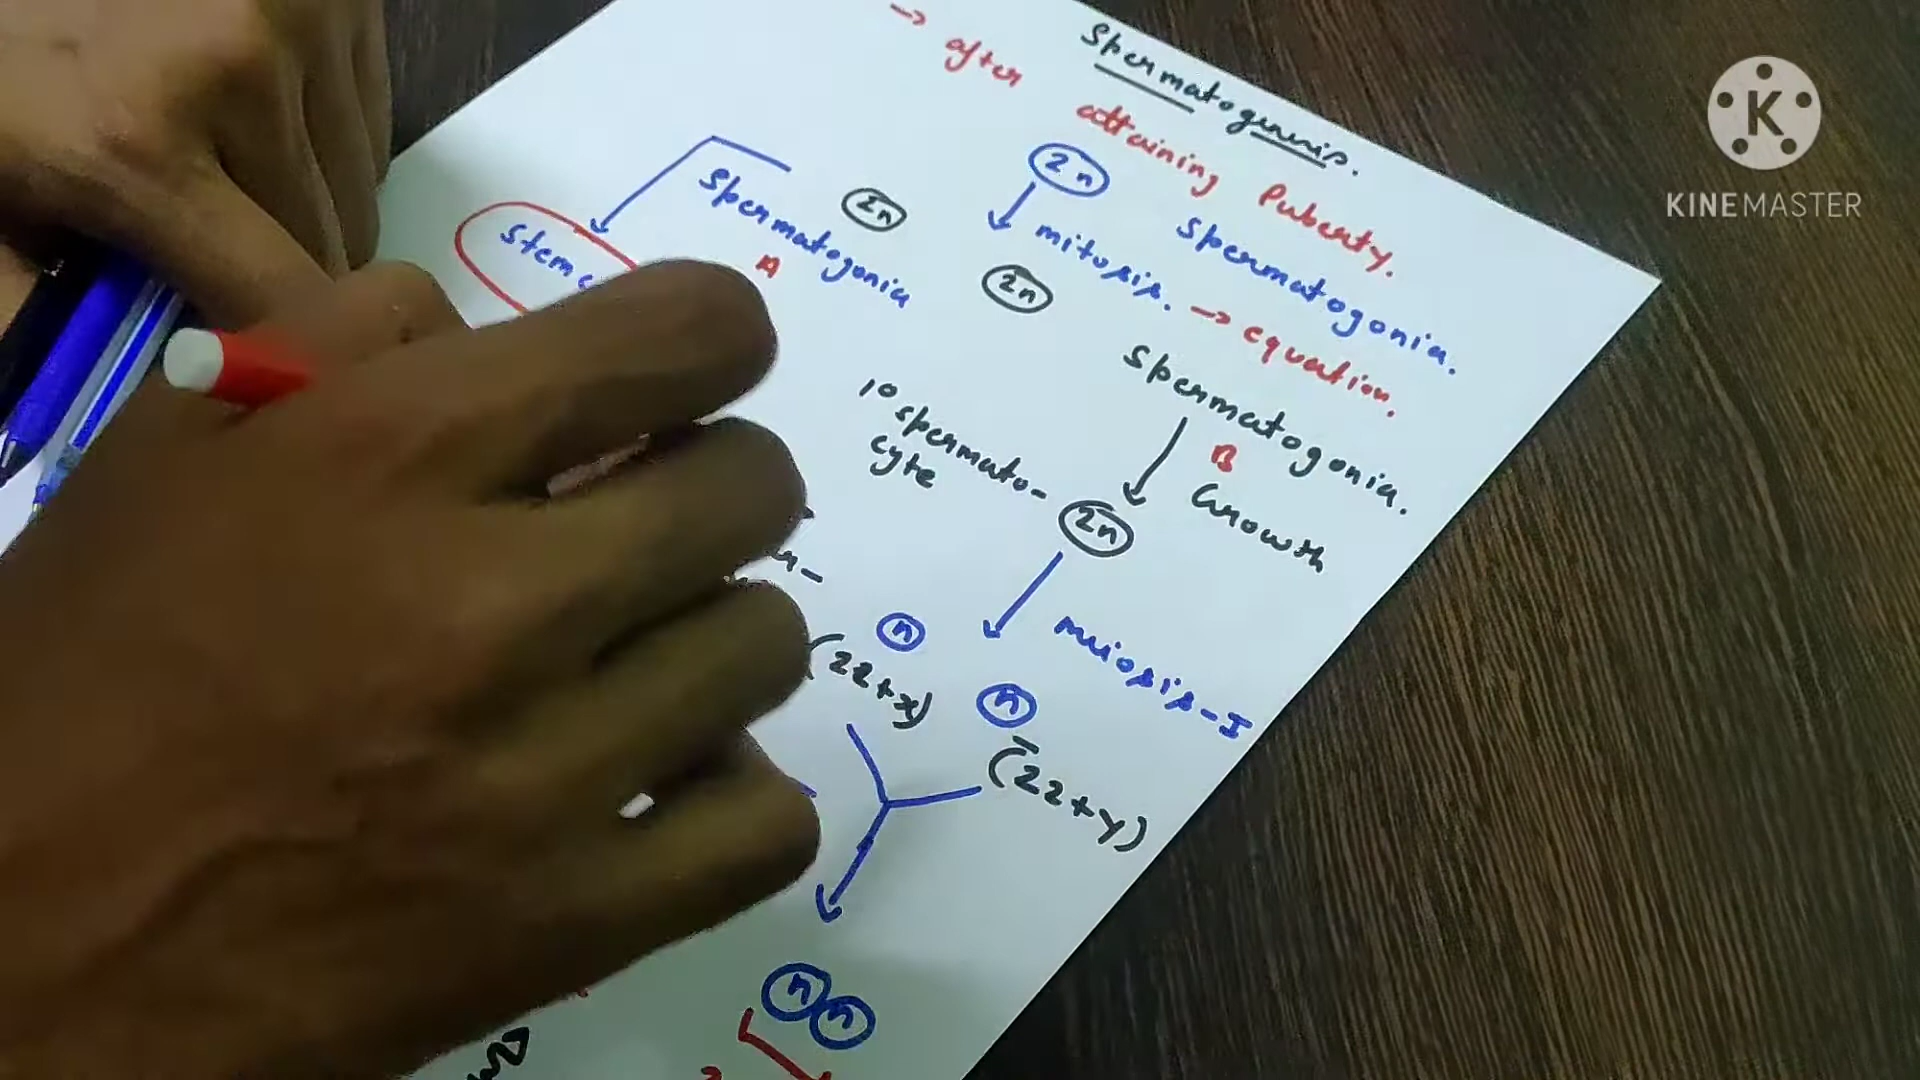 Spermatogenesis.
→ after attaining Puberty.
2n Spermatogonia.
mitosis. → equation.
2n
2n
Spermatogonia
A
Stem
Spermatogonia.
B
Growth
1° spermato-
cyte
2n
meiosis-I
n
n
(22+x)
(22+y)
n n
K
KINEMASTER